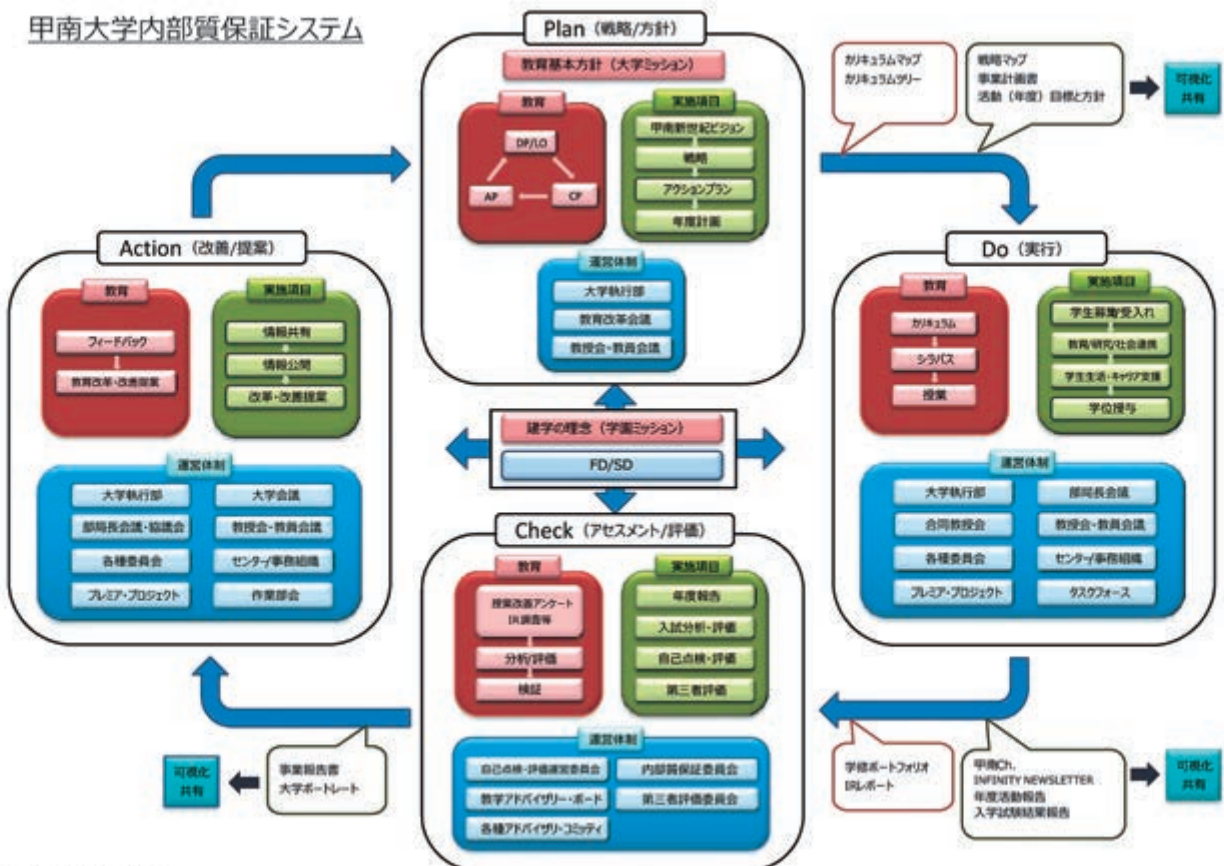 甲南大学内部質保証システム
Plan（戦略/方針）
教育基本方針（大学ミッション）
教育
DP/LO
AP
CP
実施項目
甲南新世紀ビジョン
戦略
アクションプラン
年度計画
運営体制
大学執行部
教育改革会議
教授会・教員会議
カリキュラムマップ
カリキュラムツリー
戦略マップ
事業計画書
活動（年度）目標と方針
可視化
共有
Do（実行）
教育
カリキュラム
シラバス
授業
実施項目
学生募集/受入れ
教育/研究/社会連携
学生生活・キャリア支援
学位授与
運営体制
大学執行部
部局長会議
合同教授会
教授会・教員会議
各種委員会
センター/事務組織
プレミア・プロジェクト
タスクフォース
建学の理念（学園ミッション）
FD/SD
Action（改善/提案）
教育
フィードバック
教育改革・改善提案
実施項目
情報共有
情報公開
改革・改善提案
運営体制
大学執行部
大学会議
部局長会議・協議会
教授会・教員会議
各種委員会
センター/事務組織
プレミア・プロジェクト
作業部会
Check（アセスメント/評価）
教育
授業改善アンケート
IR調査等
分析/評価
検証
実施項目
年度報告
入試分析・評価
自己点検・評価
第三者評価
運営体制
自己点検・評価運営委員会
内部質保証委員会
教学アドバイザリー・ボード
第三者評価委員会
各種アドバイザリ・コミッティ
学修ポートフォリオ
IRレポート
甲南Ch.
INFINITY NEWSLETTER
年度活動報告
入学試験結果報告
可視化
共有
事業報告書
大学ポートレート
可視化
共有